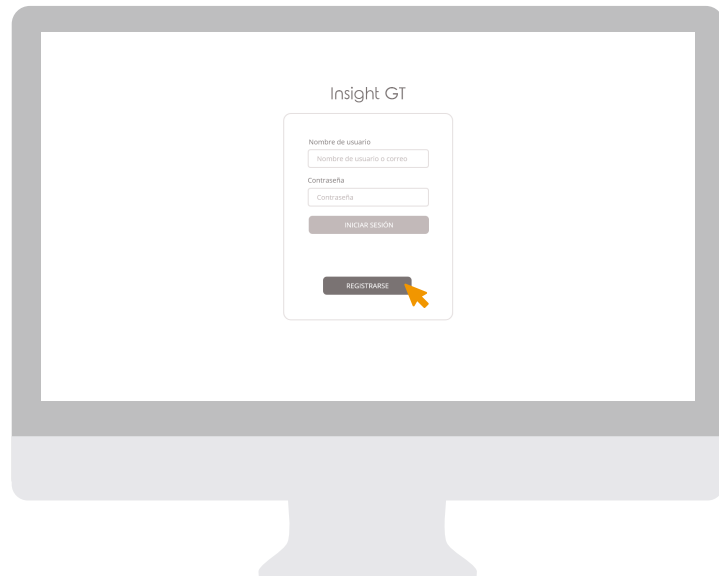 Insight GT
Nombre de usuario
Nombre de usuario o correo
Contraseña
Contraseña
INICIAR SESIÓN
REGISTRARSE